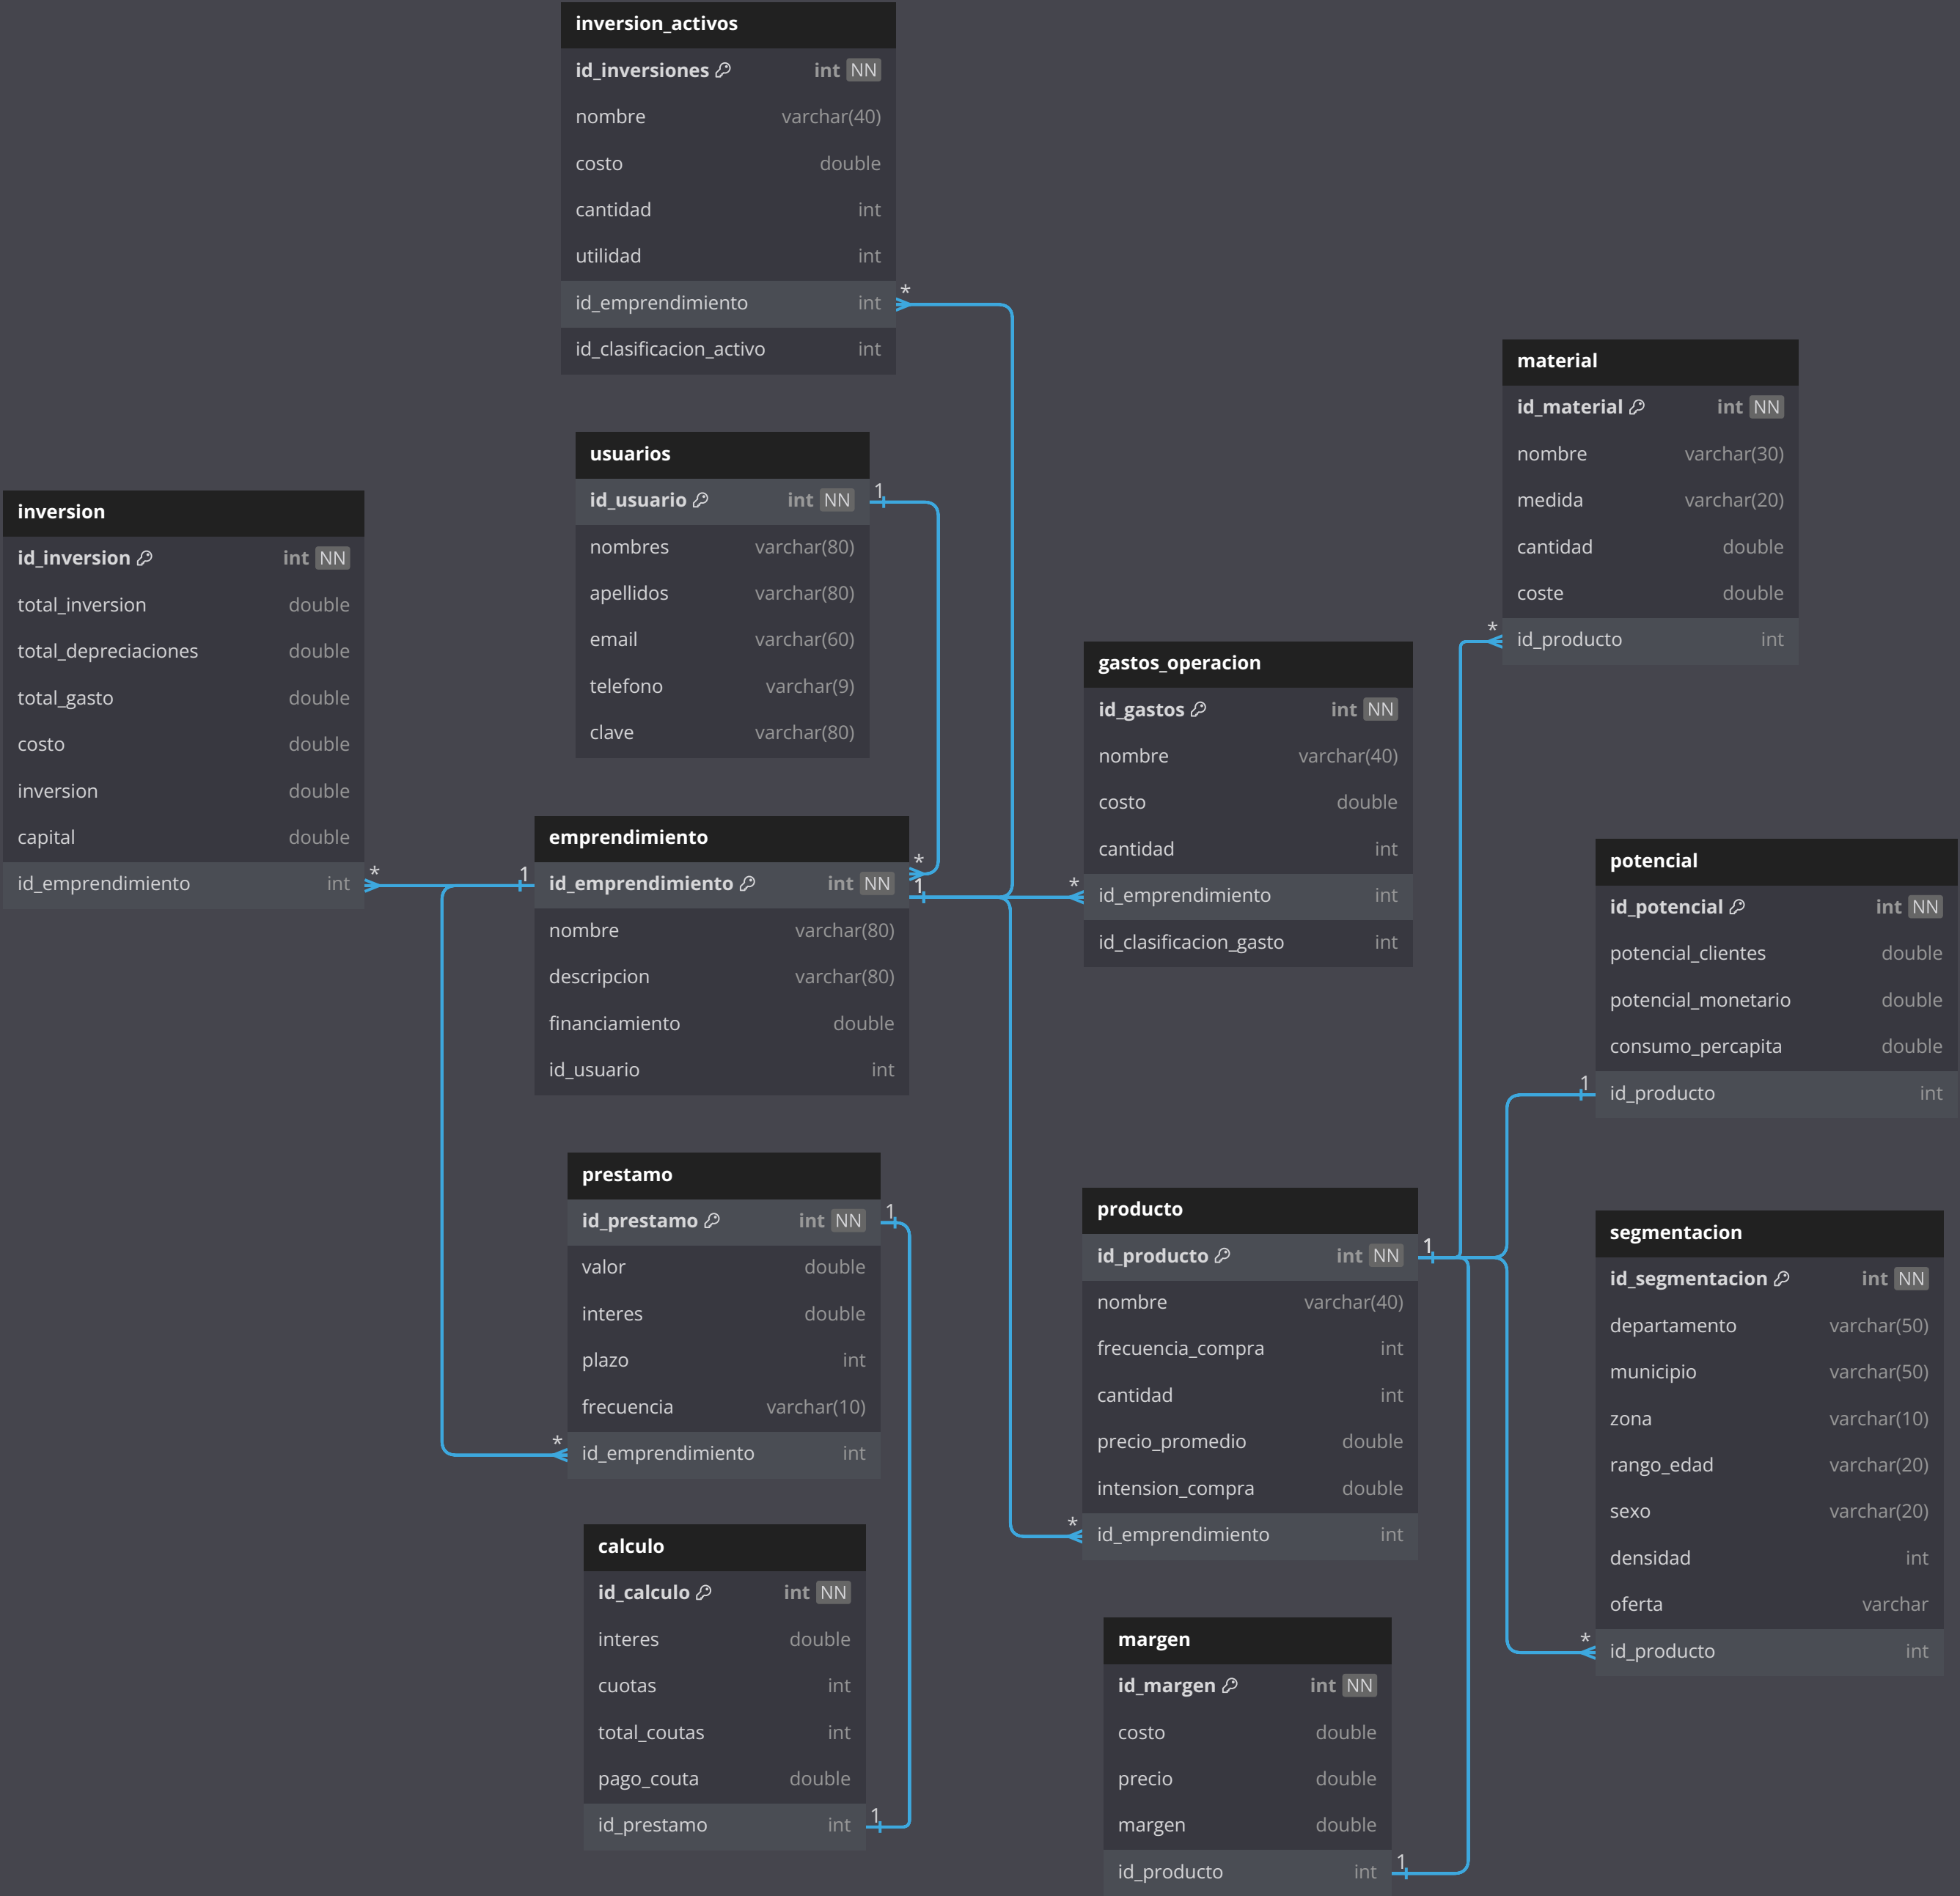 inversion_activos
id_inversiones int NN
nombre varchar(40)
costo double
cantidad int
utilidad int
id_emprendimiento int
*
id_clasificacion_activo int
usuarios
id_usuario int NN
1
nombres varchar(80)
apellidos varchar(80)
email varchar(60)
telefono varchar(9)
clave varchar(80)
inversion
id_inversion int NN
total_inversion double
total_depreciaciones double
total_gasto double
costo double
inversion double
capital double
id_emprendimiento int
*
emprendimiento
1
id_emprendimiento int NN
*
1
nombre varchar(80)
descripcion varchar(80)
financiamiento double
id_usuario int
prestamo
id_prestamo int NN
1
valor double
interes double
plazo int
frecuencia varchar(10)
*
id_emprendimiento int
calculo
id_calculo int NN
interes double
cuotas int
total_coutas int
pago_couta double
id_prestamo int
1
gastos_operacion
id_gastos int NN
nombre varchar(40)
costo double
cantidad int
*
id_emprendimiento int
id_clasificacion_gasto int
producto
id_producto int NN
1
nombre varchar(40)
frecuencia_compra int
cantidad int
precio_promedio double
intension_compra double
*
id_emprendimiento int
margen
id_margen int NN
costo double
precio double
margen double
id_producto int
1
material
id_material int NN
nombre varchar(30)
medida varchar(20)
cantidad double
coste double
*
id_producto int
potencial
id_potencial int NN
potencial_clientes double
potencial_monetario double
consumo_percapita double
1
id_producto int
segmentacion
id_segmentacion int NN
departamento varchar(50)
municipio varchar(50)
zona varchar(10)
rango_edad varchar(20)
sexo varchar(20)
densidad int
oferta varchar
*
id_producto int